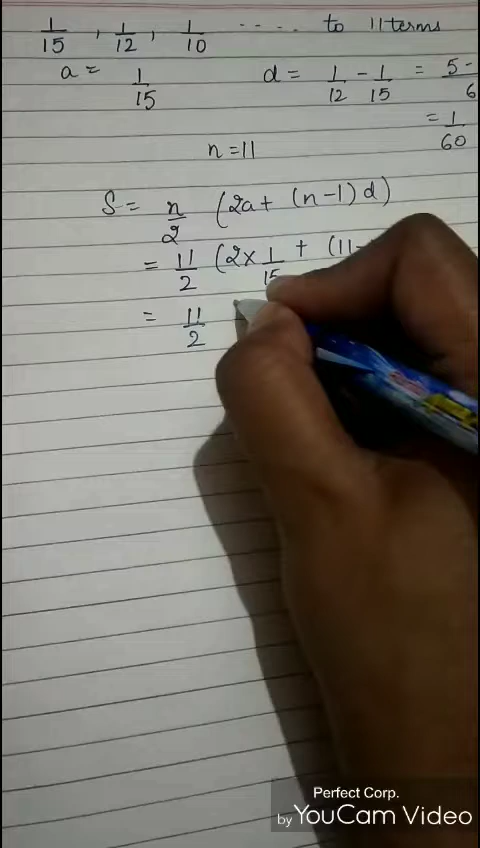 1/15 , 1/12 , 1/10 ..... to 11 terms
a = 1/15 d = 1/12 - 1/15 = 5-/6
= 1/60
n = 11
S = n/2 (2a + (n-1) d)
= 11/2 (2 × 1/15 + (11-
= 11/2
Perfect Corp.
by YouCam Video